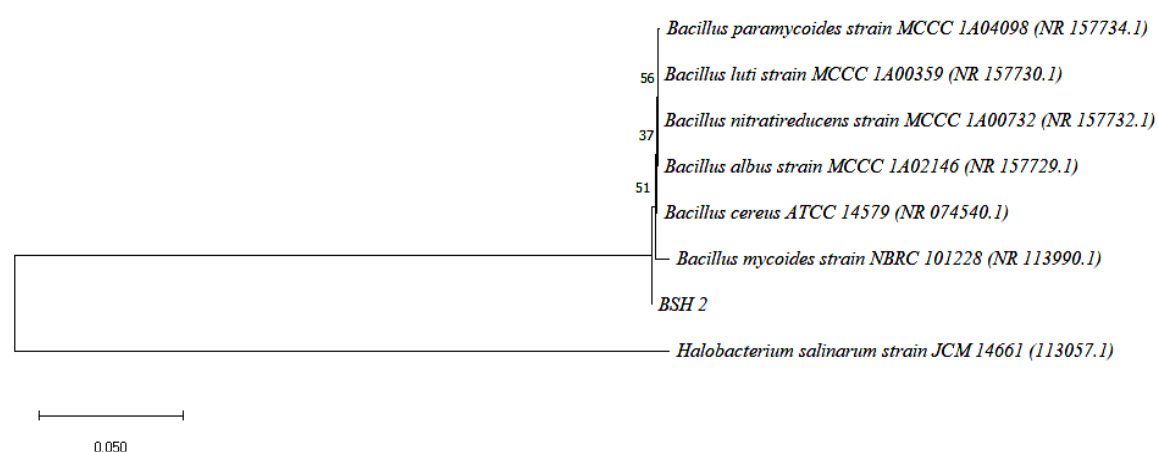 Bacillus paramycoides strain MCCC 1A04098 (NR 157734.1)
56
Bacillus luti strain MCCC 1A00359 (NR 157730.1)
Bacillus nitratireducens strain MCCC 1A00732 (NR 157732.1)
37
Bacillus albus strain MCCC 1A02146 (NR 157729.1)
51
Bacillus cereus ATCC 14579 (NR 074540.1)
Bacillus mycoides strain NBRC 101228 (NR 113990.1)
BSH 2
Halobacterium salinarum strain JCM 14661 (113057.1)
0.050